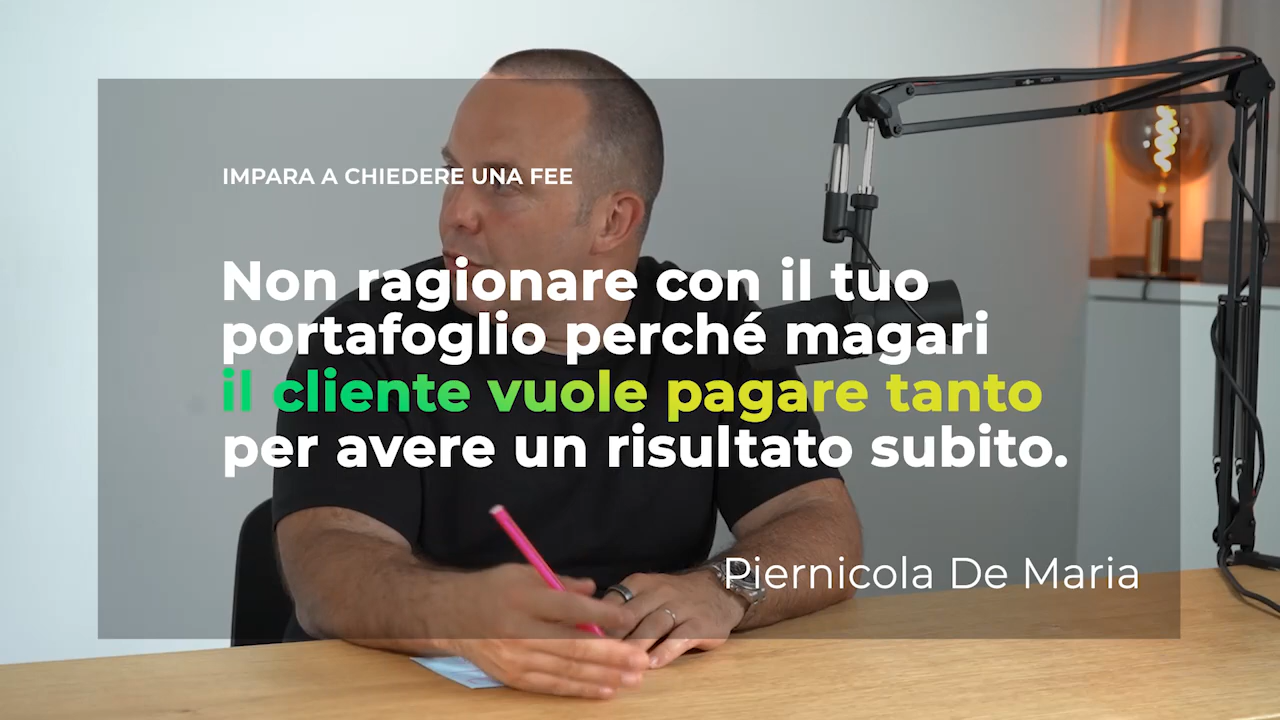 IMPARA A CHIEDERE UNA FEE
Non ragionare con il tuo
portafoglio perché magari
il cliente vuole pagare tanto
per avere un risultato subito.
Piernicola De Maria